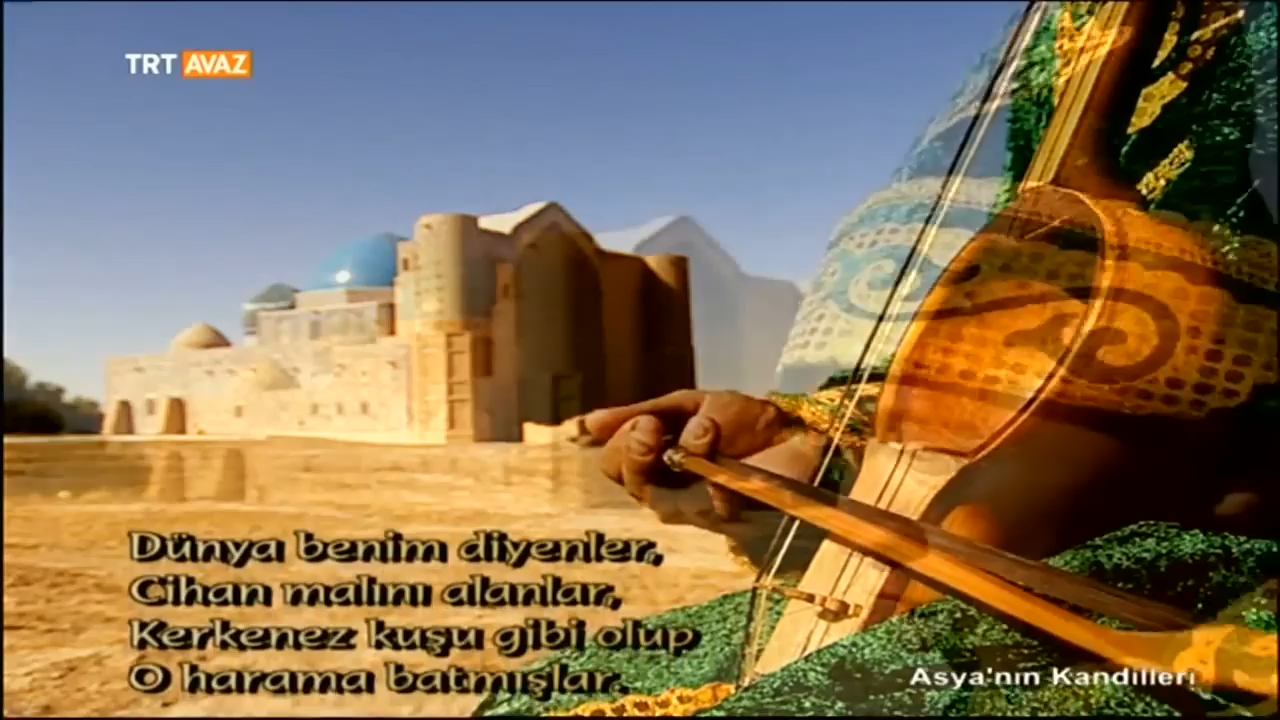 TRT AVAZ
Dünya benim diyenler,
Cihan malını alanlar,
Kerkenez kuşu gibi olup
O harama batmışlar.
Asya'nın Kandilleri